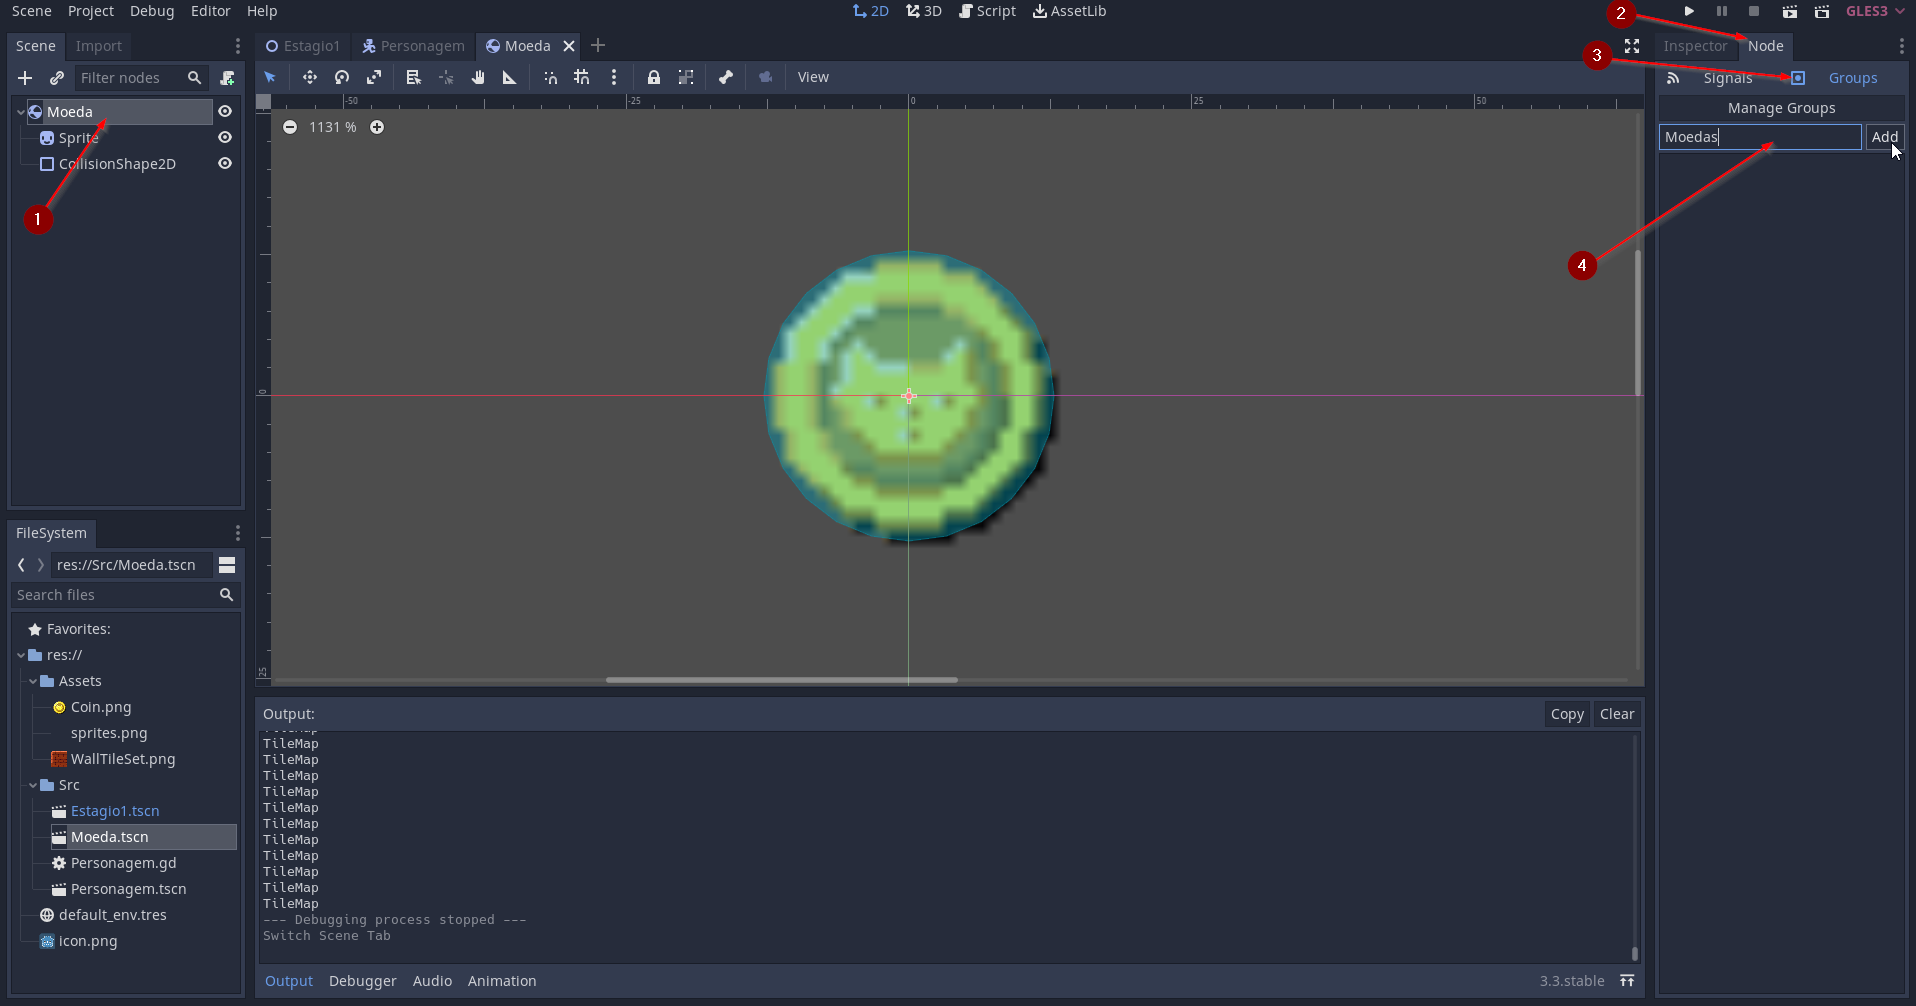 Scene Project Debug Editor Help
2D 3D Script AssetLib
GLES3
2
3
Scene Import
Filter nodes
Moeda
Sprite
CollisionShape2D
1
Estagio1 Personagem Moeda
View
-50 -25 0 25 50
1131 %
0
25
Inspector Node
Signals Groups
Manage Groups
Moedas Add
4
FileSystem
res://Src/Moeda.tscn
Search files
Favorites:
res://
Assets
Coin.png
sprites.png
WallTileSet.png
Src
Estagio1.tscn
Moeda.tscn
Personagem.gd
Personagem.tscn
default_env.tres
icon.png
Output: Copy Clear
TileMap
TileMap
TileMap
TileMap
TileMap
TileMap
TileMap
TileMap
TileMap
TileMap
TileMap
--- Debugging process stopped ---
Switch Scene Tab
Output Debugger Audio Animation 3.3.stable